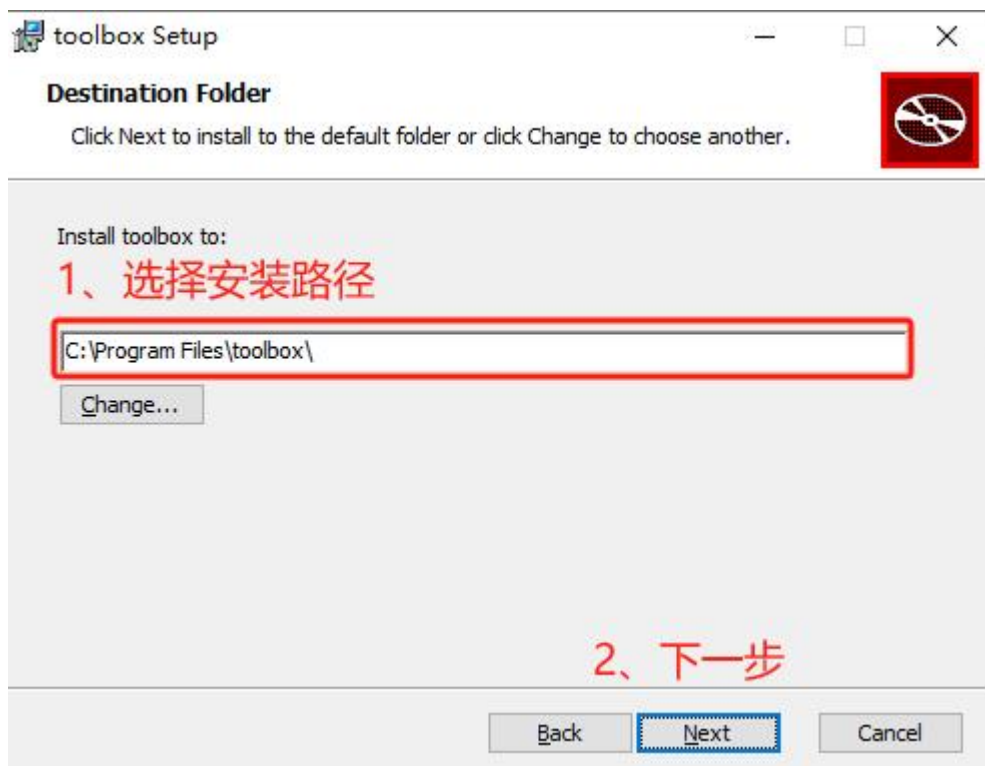 toolbox Setup
Destination Folder
Click Next to install to the default folder or click Change to choose another.
Install toolbox to:
1、选择安装路径
C:\Program Files\toolbox\
Change...
2、下一步
Back Next Cancel